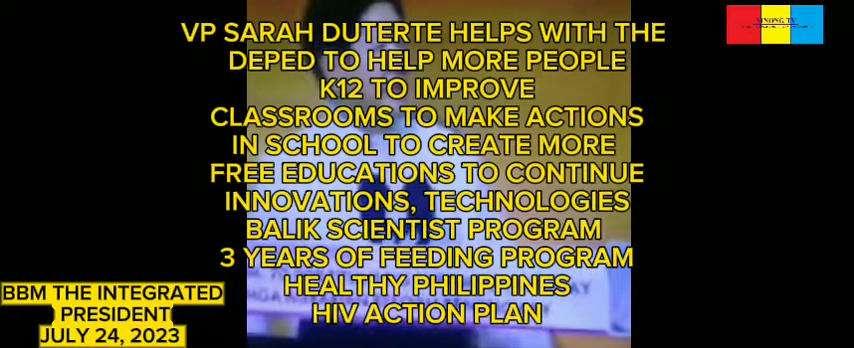 VP SARAH DUTERTE HELPS WITH THE
DEPED TO HELP MORE PEOPLE
K12 TO IMPROVE
CLASSROOMS TO MAKE ACTIONS
IN SCHOOL TO CREATE MORE
FREE EDUCATIONS TO CONTINUE
INNOVATIONS, TECHNOLOGIES
BALIK SCIENTIST PROGRAM
3 YEARS OF FEEDING PROGRAM
HEALTHY PHILIPPINES
HIV ACTION PLAN
BBM THE INTEGRATED
PRESIDENT
JULY 24, 2023